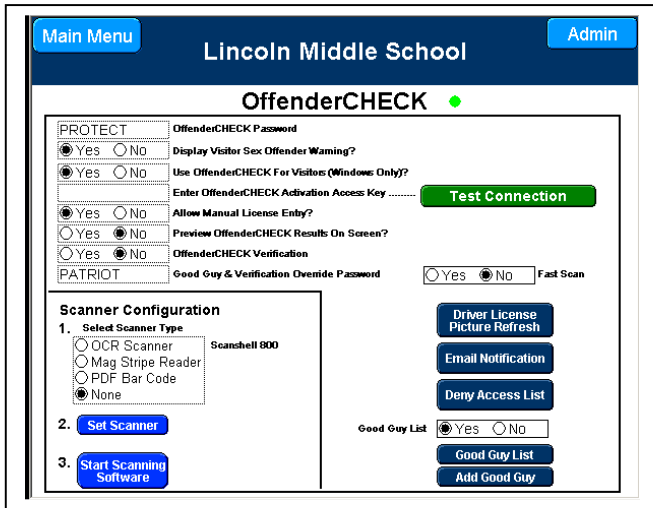 Main Menu
Admin
Lincoln Middle School
OffenderCHECK
PROTECT OffenderCHECK Password
Yes No Display Visitor Sex Offender Warning?
Yes No Use OffenderCHECK For Visitors (Windows Only)?
Enter OffenderCHECK Activation Access Key ......... Test Connection
Yes No Allow Manual License Entry?
Yes No Preview OffenderCHECK Results On Screen?
Yes No OffenderCHECK Verification
PATRIOT Good Guy & Verification Override Password Yes No Fast Scan
Scanner Configuration
1. Select Scanner Type
OCR Scanner Scanshell 800
Mag Stripe Reader
PDF Bar Code
None
2. Set Scanner
3. Start Scanning
Software
Driver License
Picture Refresh
Email Notification
Deny Access List
Good Guy List Yes No
Good Guy List
Add Good Guy